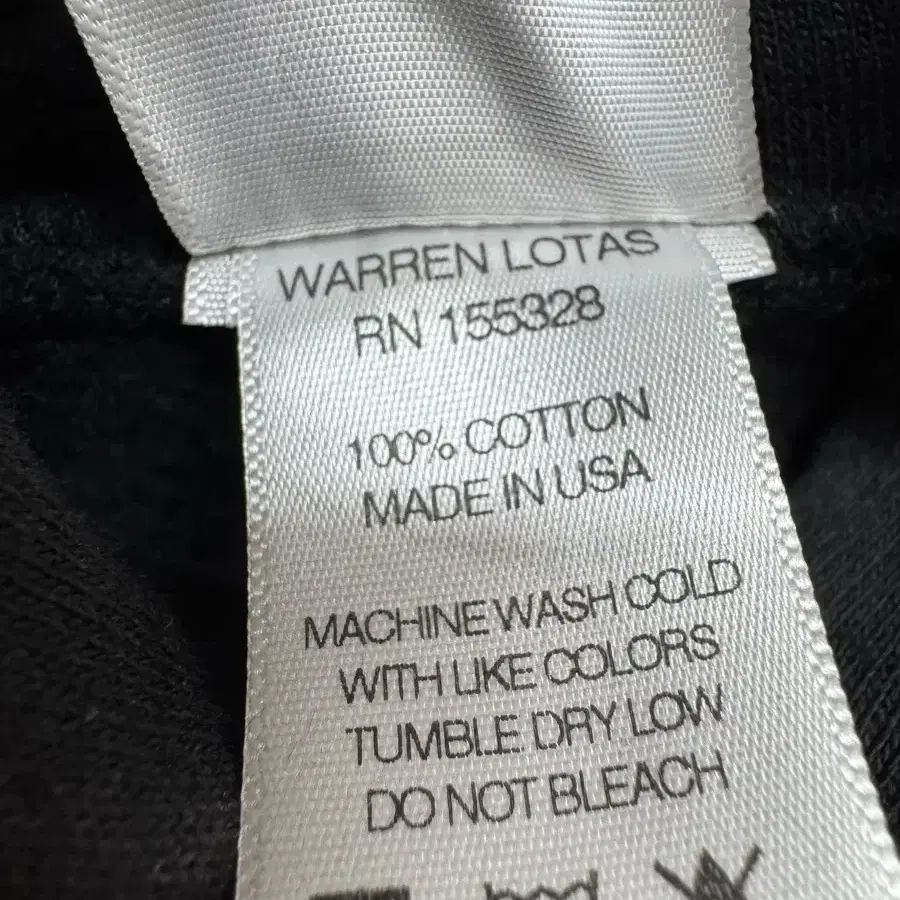 WARREN LOTAS
RN 155328
100% COTTON
MADE IN USA
MACHINE WASH COLD
WITH LIKE COLORS
TUMBLE DRY LOW
DO NOT BLEACH